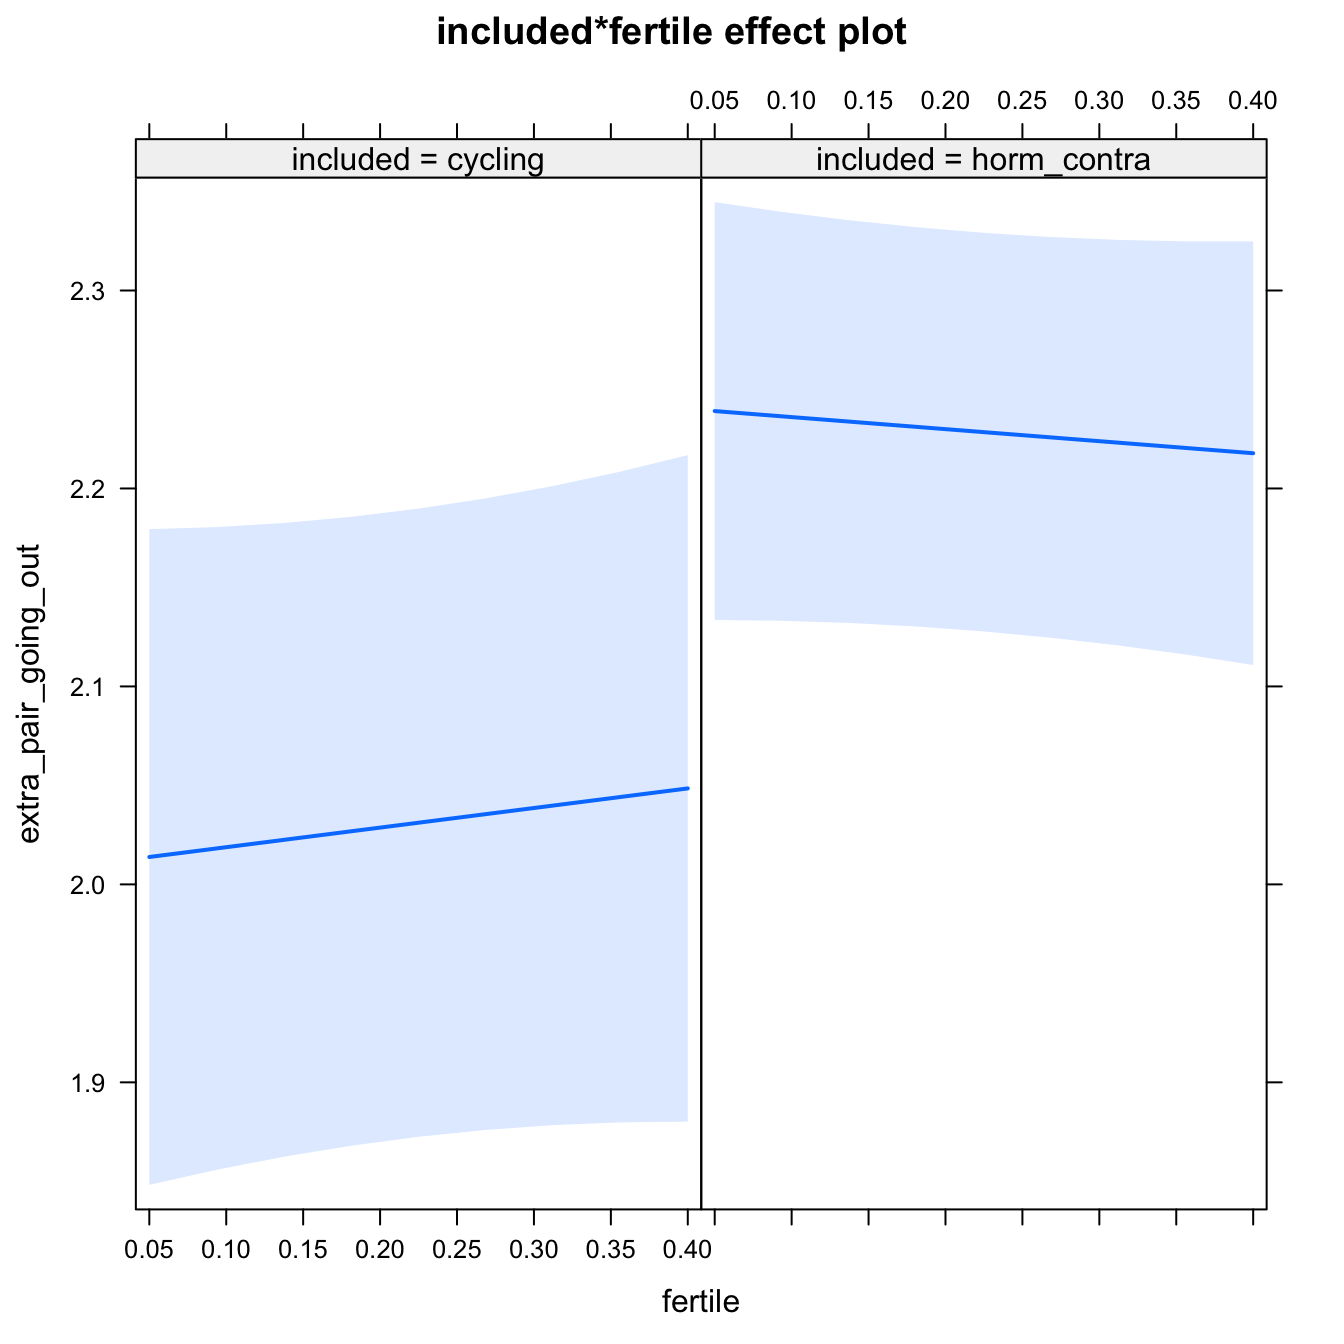 included*fertile effect plot
0.05 0.10 0.15 0.20 0.25 0.30 0.35 0.40
included = cycling
included = horm_contra
2.3
2.2
2.1
2.0
1.9
extra_pair_going_out
0.05 0.10 0.15 0.20 0.25 0.30 0.35 0.40
fertile